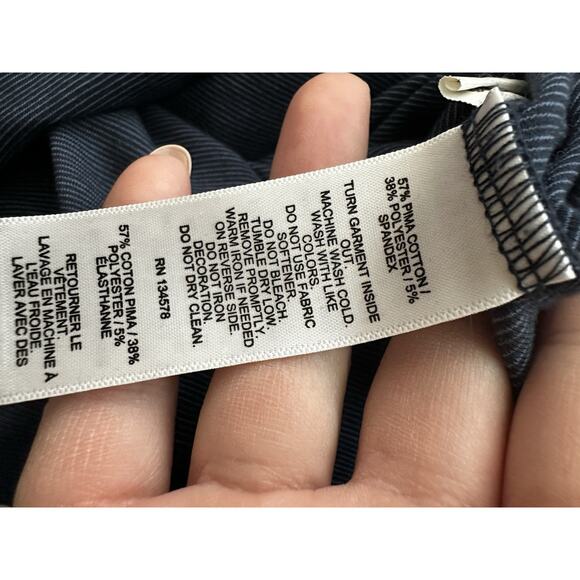 57% PIMA COTTON /
38% POLYESTER / 5%
SPANDEX
TURN GARMENT INSIDE
OUT.
MACHINE WASH COLD.
WASH WITH LIKE
COLORS.
DO NOT USE FABRIC
SOFTENER.
DO NOT BLEACH.
TUMBLE DRY LOW.
REMOVE PROMPTLY.
WARM IRON IF NEEDED
ON REVERSE SIDE.
DO NOT IRON
DO NOT DRY CLEAN.
RN 134578
57% COTON PIMA / 38%
POLYESTER / 5%
ÉLASTHANNE
RETOURNER LE
VÊTEMENT.
LAVAGE EN MACHINE À
L'EAU FROIDE.
LAVER AVEC DES